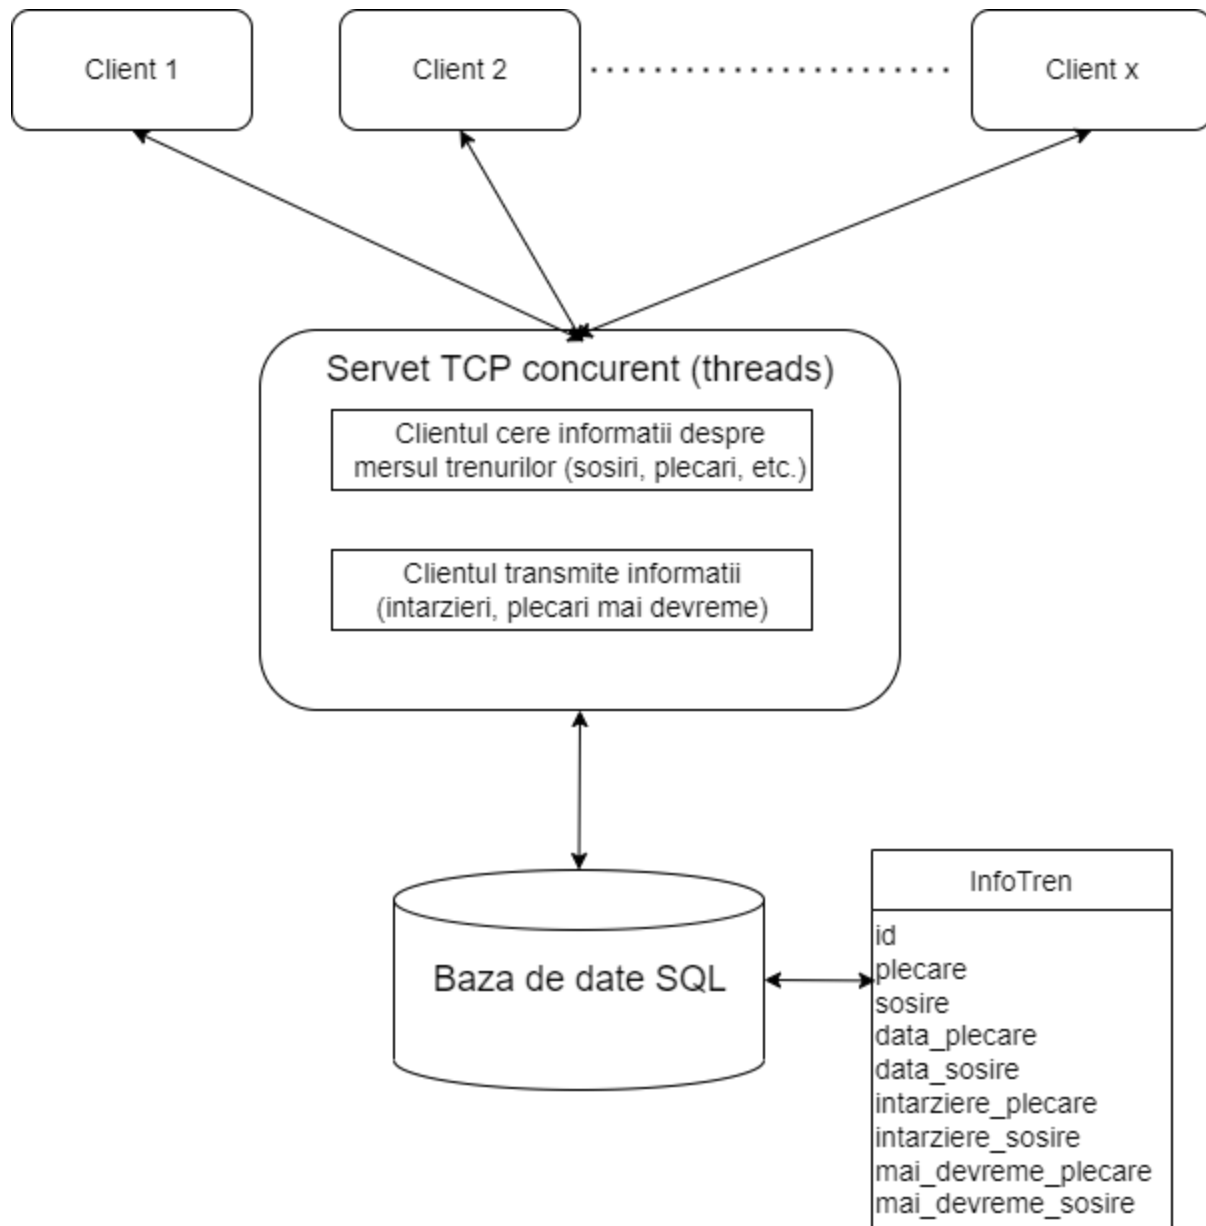 Client 1
Client 2
Client x
Servet TCP concurent (threads)
Clientul cere informatii despre
mersul trenurilor (sosiri, plecari, etc.)
Clientul transmite informatii
(intarzieri, plecari mai devreme)
Baza de date SQL
InfoTren
id
plecare
sosire
data_plecare
data_sosire
intarziere_plecare
intarziere_sosire
mai_devreme_plecare
mai_devreme_sosire